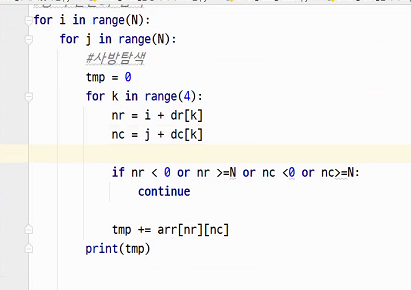 for i in range(N):
    for j in range(N):
        #사방탐색
        tmp = 0
        for k in range(4):
            nr = i + dr[k]
            nc = j + dc[k]
            if nr < 0 or nr >=N or nc <0 or nc>=N:
                continue
            tmp += arr[nr][nc]
        print(tmp)